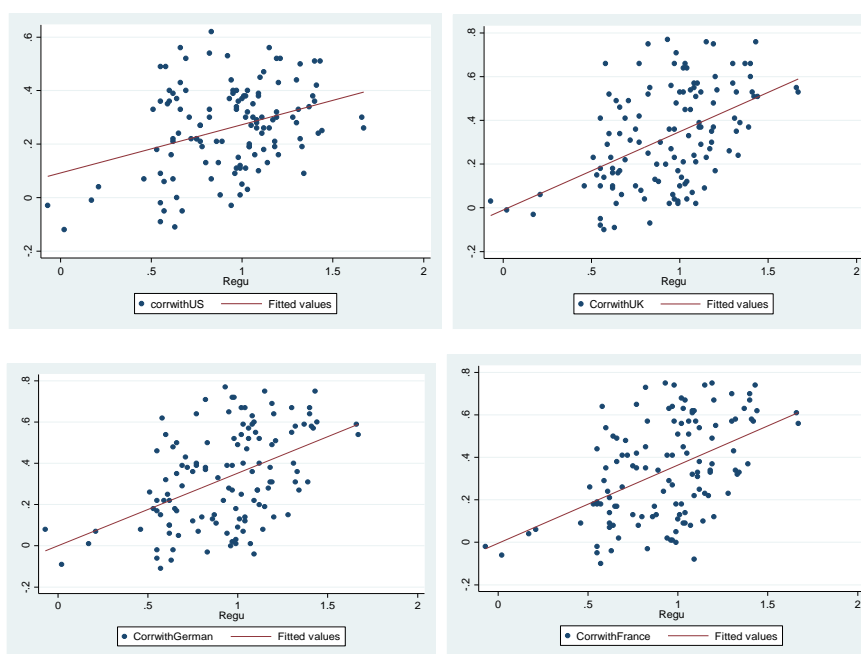 .6
.4
.2
0
-.2
0 .5 1 1.5 2
Regu
corrwithUS Fitted values
.8
.6
.4
.2
0
-.2
0 .5 1 1.5 2
Regu
CorrwithUK Fitted values
.8
.6
.4
.2
0
-.2
0 .5 1 1.5 2
Regu
CorrwithGerman Fitted values
.8
.6
.4
.2
0
-.2
0 .5 1 1.5 2
Regu
CorrwithFrance Fitted values